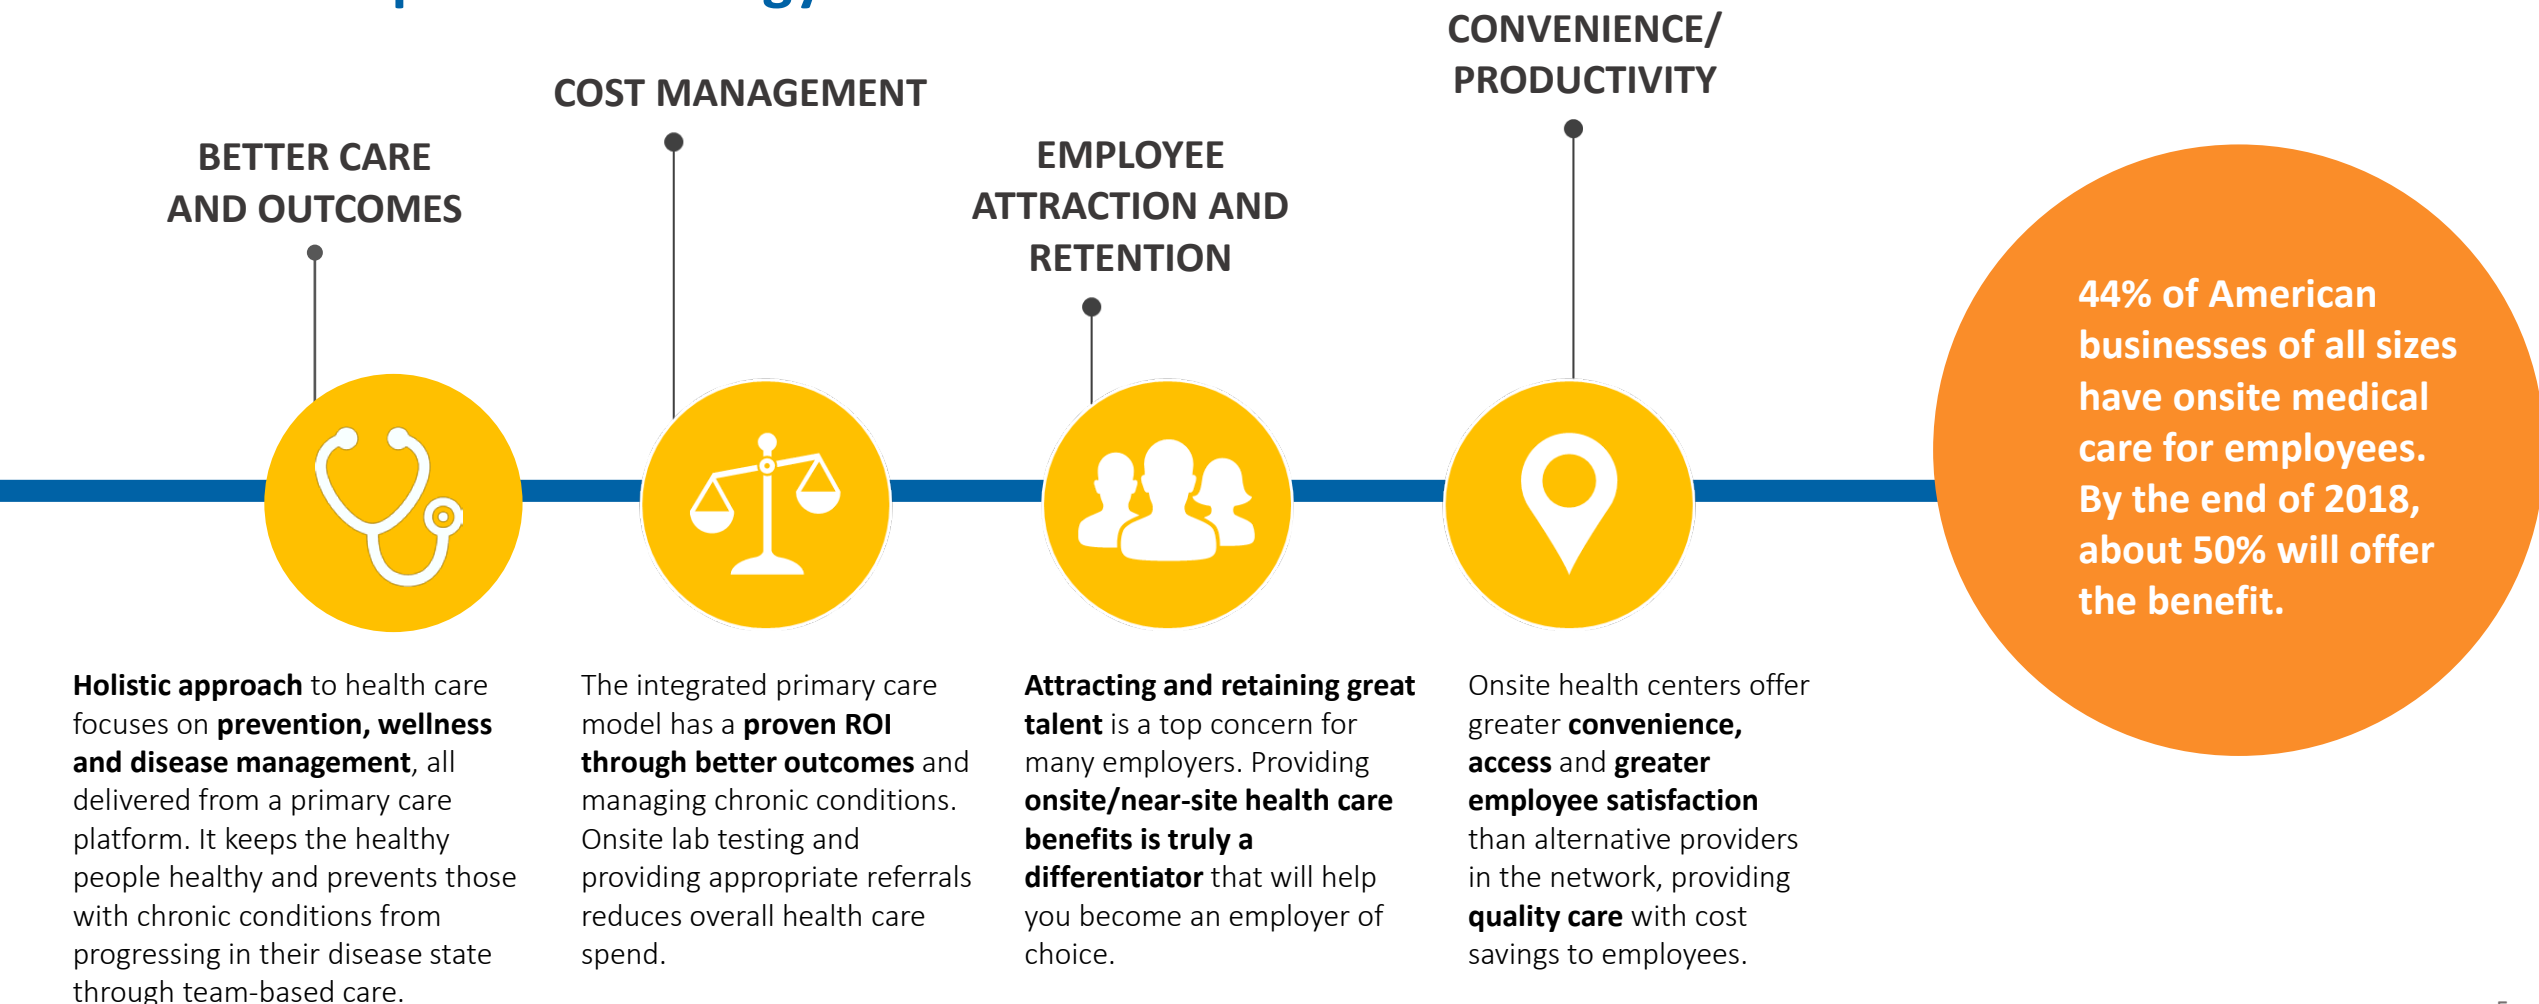 BETTER CARE
AND OUTCOMES
COST MANAGEMENT
EMPLOYEE
ATTRACTION AND
RETENTION
CONVENIENCE/
PRODUCTIVITY
Holistic approach to health care
focuses on prevention, wellness
and disease management, all
delivered from a primary care
platform. It keeps the healthy
people healthy and prevents those
with chronic conditions from
progressing in their disease state
through team-based care.
The integrated primary care
model has a proven ROI
through better outcomes and
managing chronic conditions.
Onsite lab testing and
providing appropriate referrals
reduces overall health care
spend.
Attracting and retaining great
talent is a top concern for
many employers. Providing
onsite/near-site health care
benefits is truly a
differentiator that will help
you become an employer of
choice.
Onsite health centers offer
greater convenience,
access and greater
employee satisfaction
than alternative providers
in the network, providing
quality care with cost
savings to employees.
44% of American
businesses of all sizes
have onsite medical
care for employees.
By the end of 2018,
about 50% will offer
the benefit.